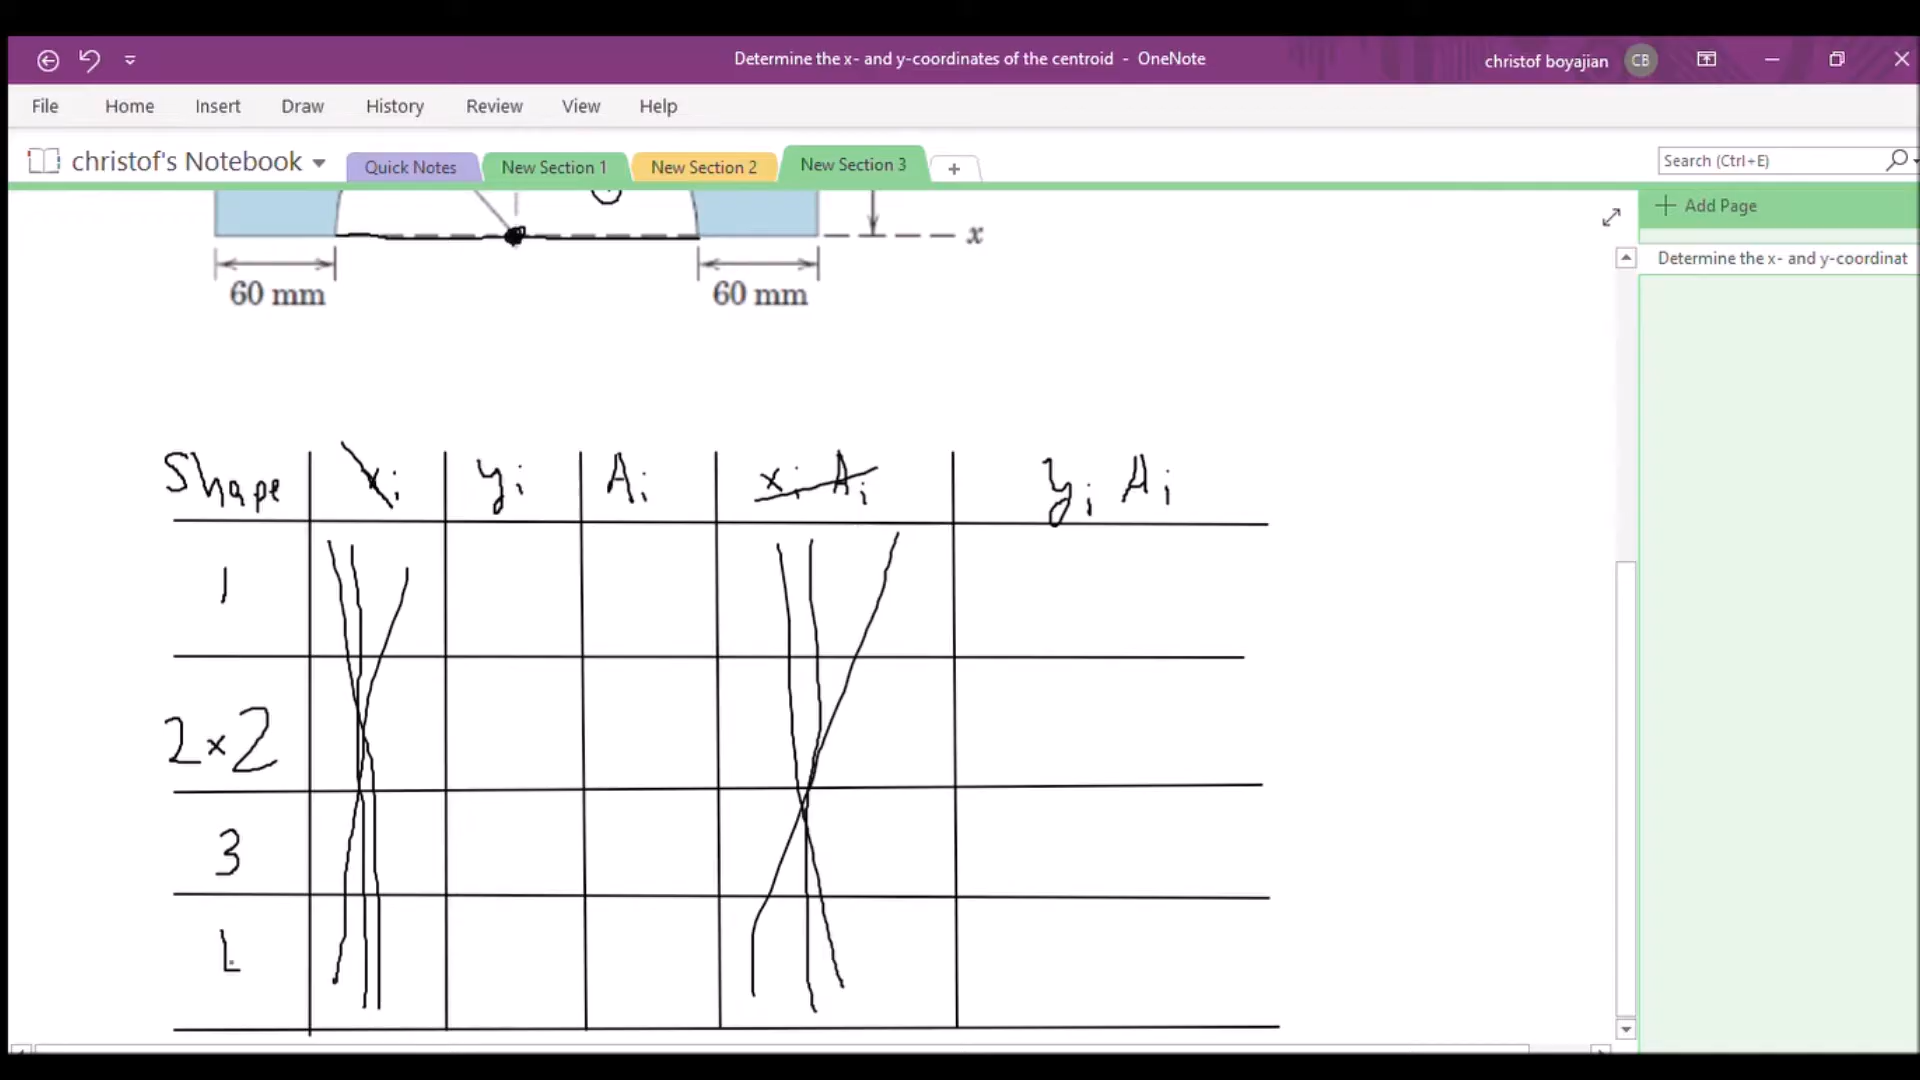 Determine the x- and y-coordinates of the centroid - OneNote
christof boyajian CB
File Home Insert Draw History Review View Help
christof's Notebook Quick Notes New Section 1 New Section 2 New Section 3 +
Search (Ctrl+E)
+ Add Page
Determine the x- and y-coordinat
x
60 mm 60 mm
Shape xi yi Ai xi Ai yi Ai
1
2×2
3